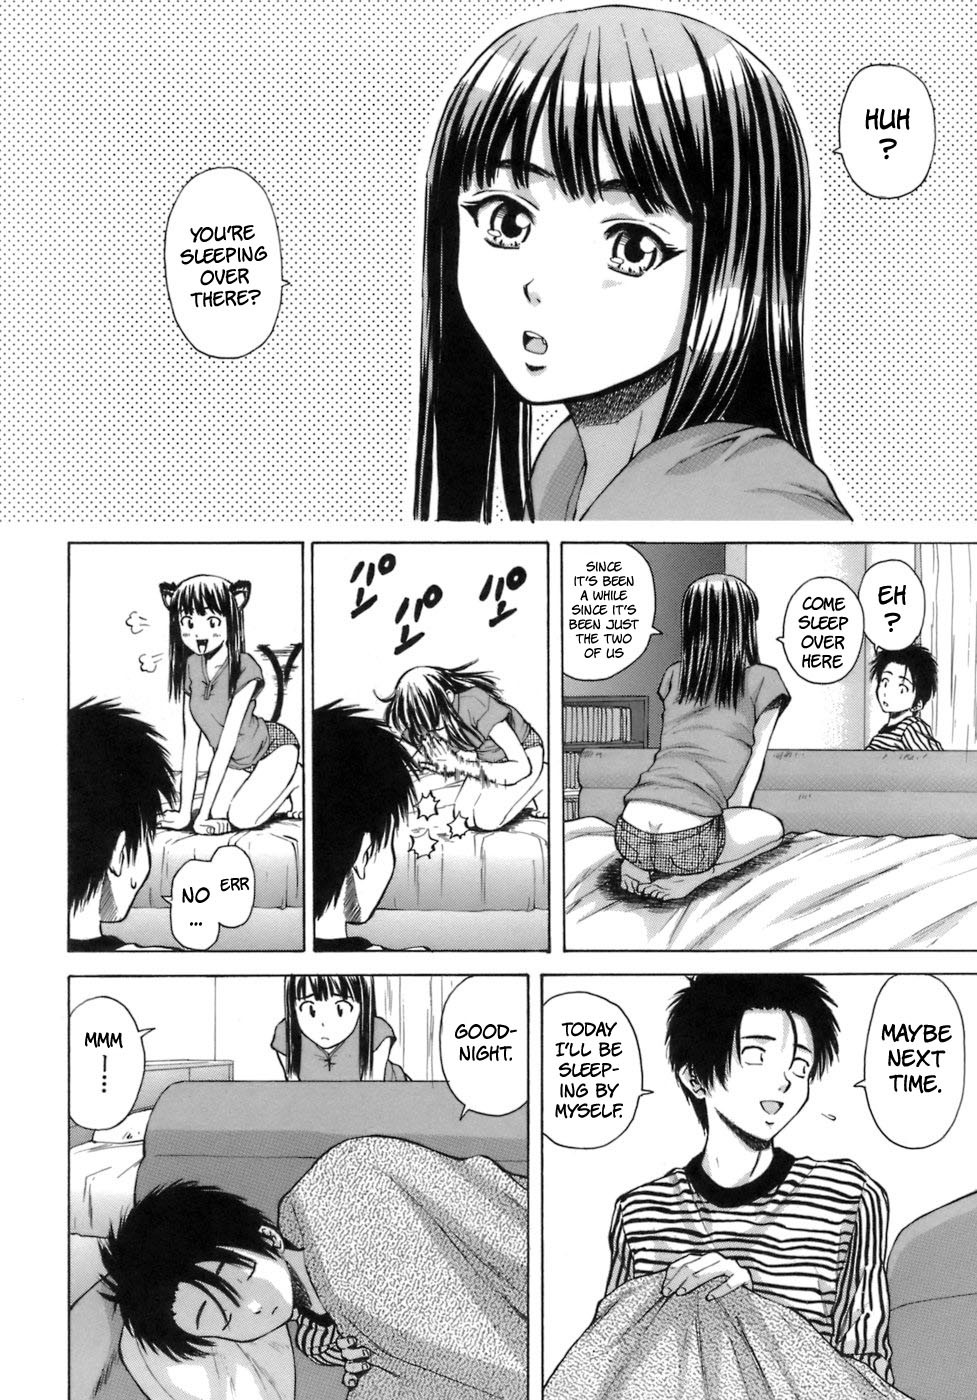 HUH
?
YOU'RE
SLEEPING
OVER
THERE?
EH
?
COME
SLEEP
OVER
HERE
SINCE
IT'S BEEN
A WHILE
SINCE IT'S
BEEN JUST
THE TWO
OF US
ERR
NO
...
MAYBE
NEXT
TIME.
TODAY
I'LL BE
SLEEP-
ING BY
MYSELF.
GOOD-
NIGHT.
MMM
—...